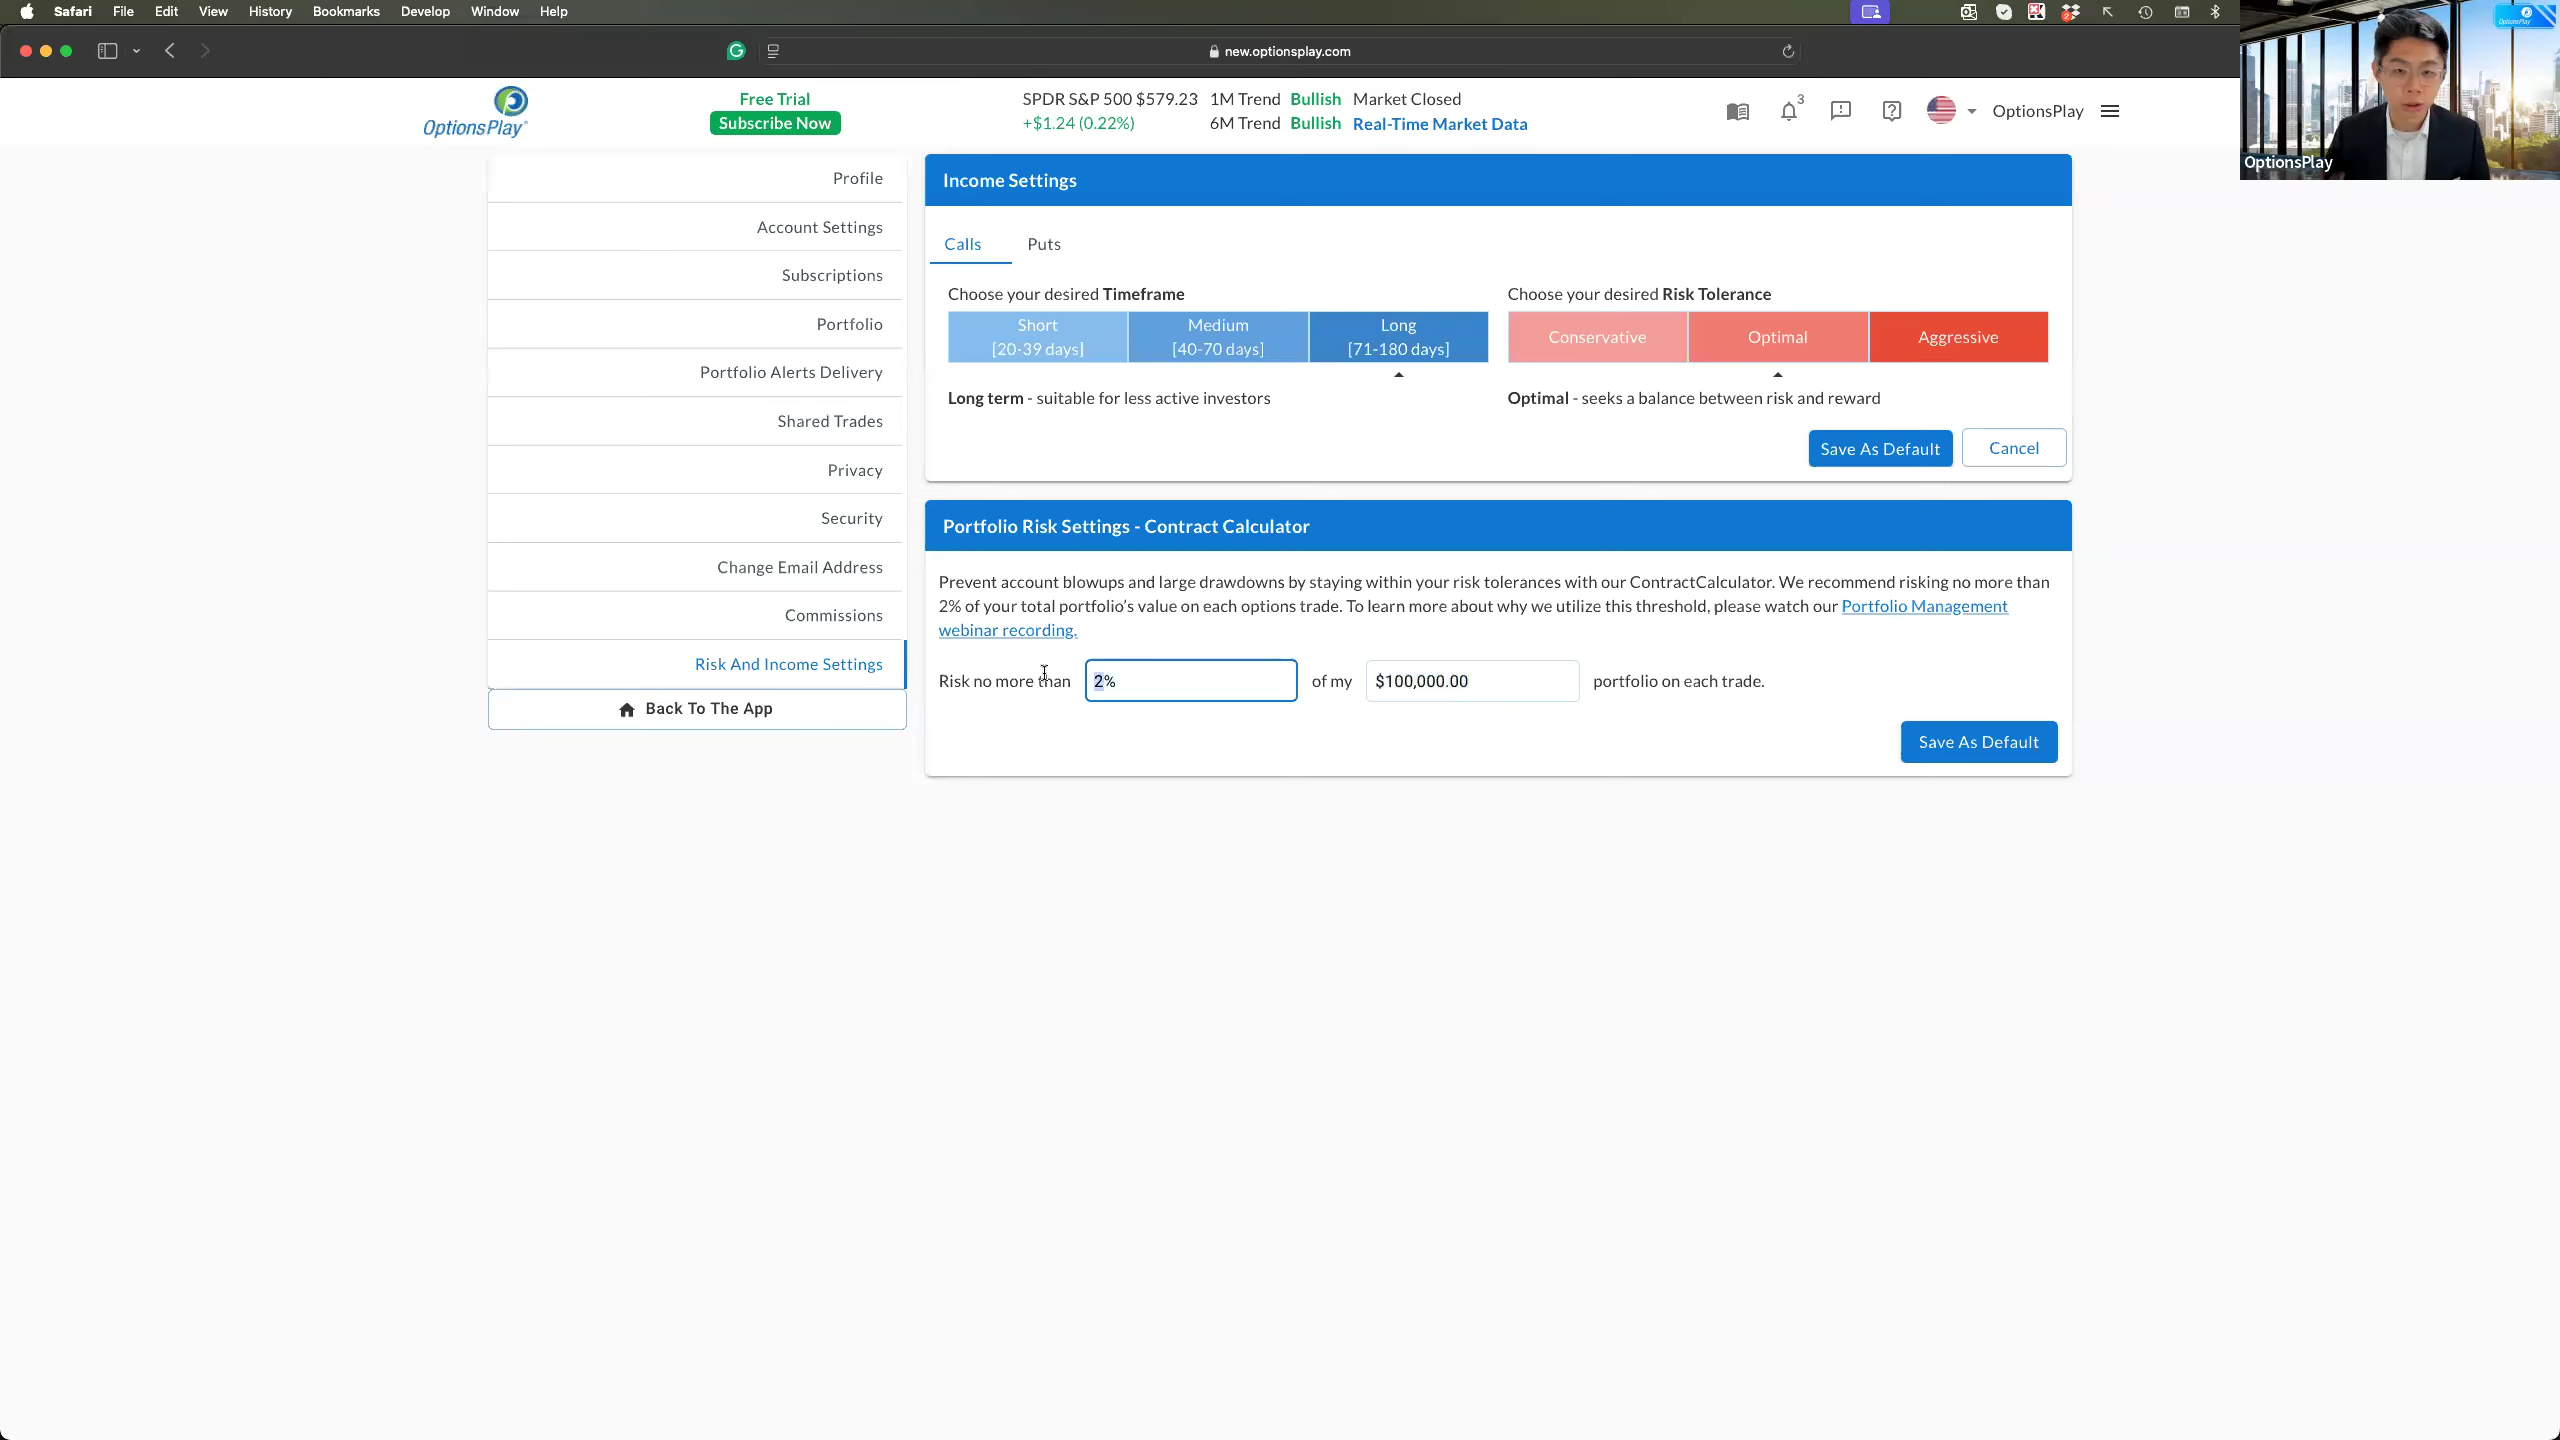 Safari File Edit View History Bookmarks Develop Window Help
new.optionsplay.com
OptionsPlay
OptionsPlay
Free Trial
Subscribe Now
SPDR S&P 500 $579.23 1M Trend Bullish Market Closed
+$1.24 (0.22%) 6M Trend Bullish Real-Time Market Data
3
OptionsPlay
OptionsPlay
Profile
Account Settings
Subscriptions
Portfolio
Portfolio Alerts Delivery
Shared Trades
Privacy
Security
Change Email Address
Commissions
Risk And Income Settings
Back To The App
Income Settings
Calls Puts
Choose your desired Timeframe
Short
[20-39 days]
Medium
[40-70 days]
Long
[71-180 days]
Long term - suitable for less active investors
Choose your desired Risk Tolerance
Conservative Optimal Aggressive
Optimal - seeks a balance between risk and reward
Save As Default Cancel
Portfolio Risk Settings - Contract Calculator
Prevent account blowups and large drawdowns by staying within your risk tolerances with our ContractCalculator. We recommend risking no more than
2% of your total portfolio's value on each options trade. To learn more about why we utilize this threshold, please watch our Portfolio Management
webinar recording.
Risk no more than 2% of my $100,000.00 portfolio on each trade.
Save As Default